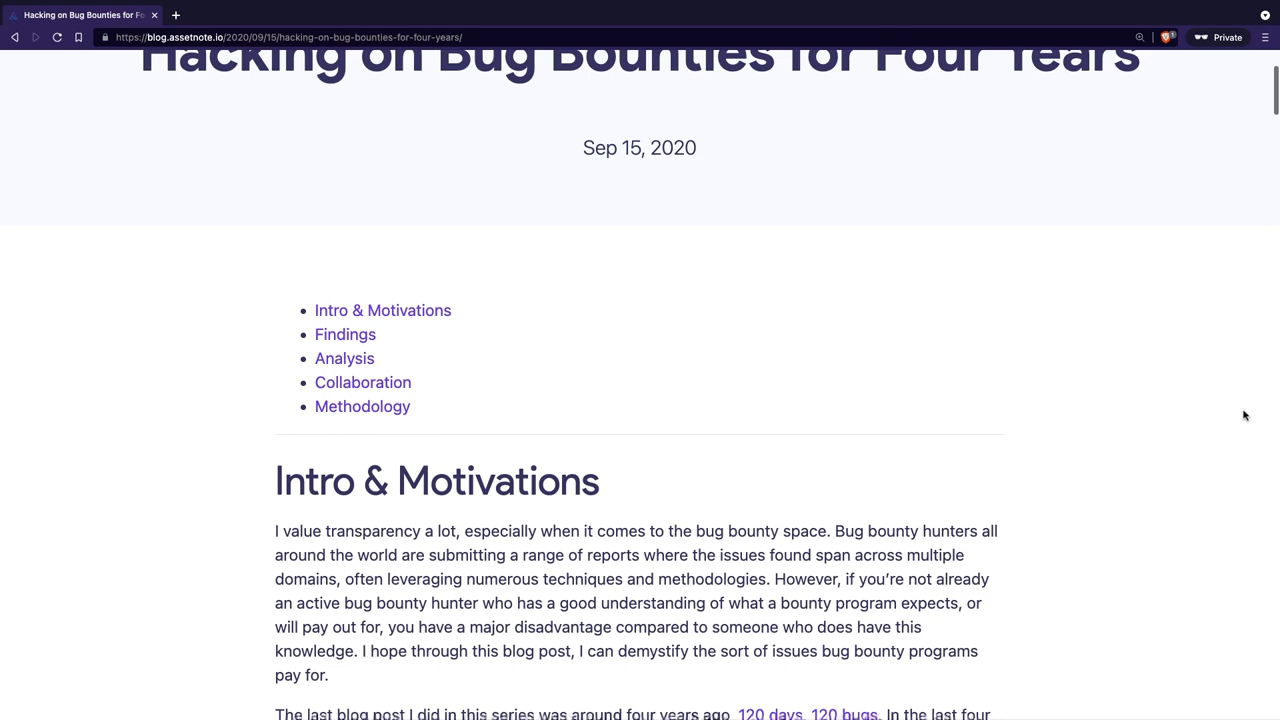 Hacking on Bug Bounties for Fo
https://blog.assetnote.io/2020/09/15/hacking-on-bug-bounties-for-four-years/
1
Private
Hacking on Bug Bounties for Four Years
Sep 15, 2020
Intro & Motivations
Findings
Analysis
Collaboration
Methodology
Intro & Motivations
I value transparency a lot, especially when it comes to the bug bounty space. Bug bounty hunters all
around the world are submitting a range of reports where the issues found span across multiple
domains, often leveraging numerous techniques and methodologies. However, if you’re not already
an active bug bounty hunter who has a good understanding of what a bounty program expects, or
will pay out for, you have a major disadvantage compared to someone who does have this
knowledge. I hope through this blog post, I can demystify the sort of issues bug bounty programs
pay for.
The last blog post I did in this series was around four years ago, 120 days, 120 bugs. In the last four